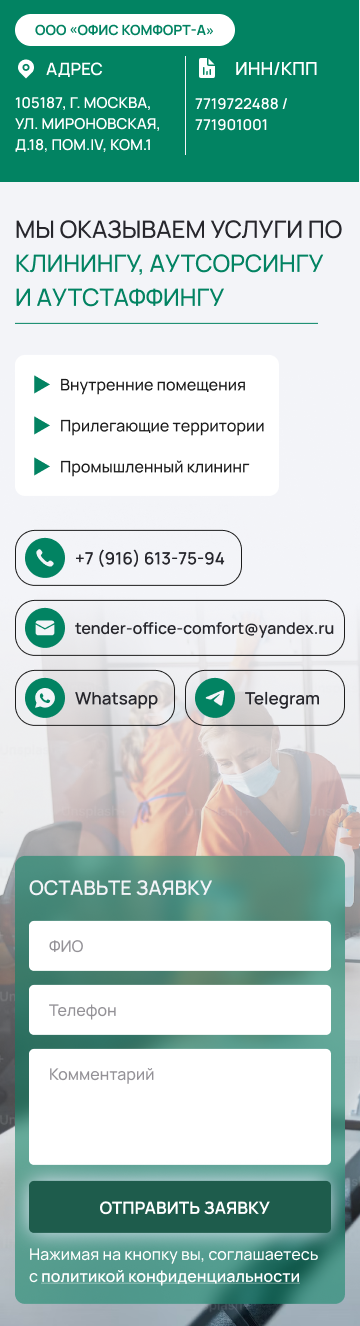 ООО «ОФИС КОМФОРТ-А»
АДРЕС
105187, Г. МОСКВА,
УЛ. МИРОНОВСКАЯ,
Д.18, ПОМ.IV, КОМ.1
ИНН/КПП
7719722488 /
771901001
МЫ ОКАЗЫВАЕМ УСЛУГИ ПО
КЛИНИНГУ, АУТСОРСИНГУ
И АУТСТАФФИНГУ
Внутренние помещения
Прилегающие территории
Промышленный клининг
+7 (916) 613-75-94
tender-office-comfort@yandex.ru
Whatsapp
Telegram
ОСТАВЬТЕ ЗАЯВКУ
ФИО
Телефон
Комментарий
ОТПРАВИТЬ ЗАЯВКУ
Нажимая на кнопку вы, соглашаетесь
с политикой конфиденциальности